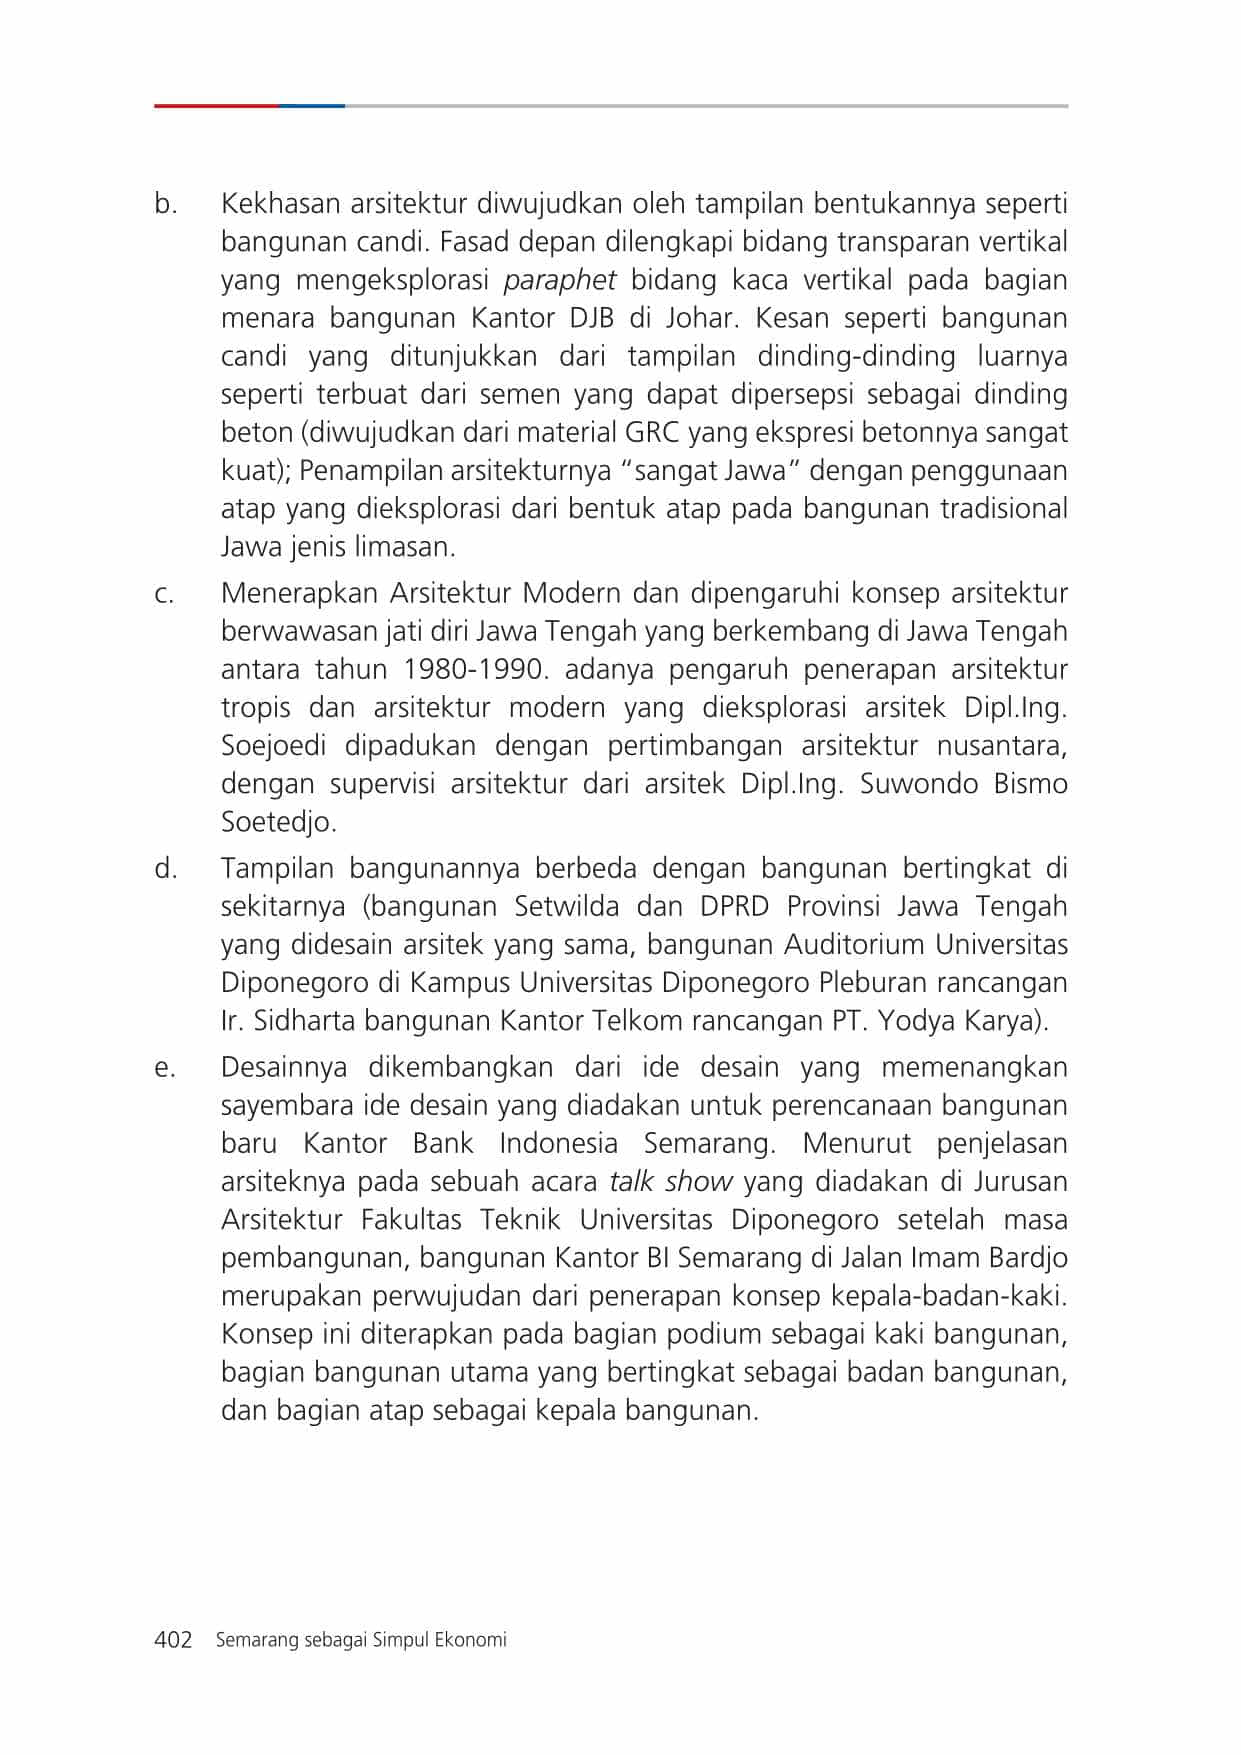 b. Kekhasan arsitektur diwujudkan oleh tampilan bentukannya seperti
bangunan candi. Fasad depan dilengkapi bidang transparan vertikal
yang mengeksplorasi paraphet bidang kaca vertikal pada bagian
menara bangunan Kantor DJB di Johar. Kesan seperti bangunan
candi yang ditunjukkan dari tampilan dinding-dinding luarnya
seperti terbuat dari semen yang dapat dipersepsi sebagai dinding
beton (diwujudkan dari material GRC yang ekspresi betonnya sangat
kuat); Penampilan arsitekturnya “sangat Jawa” dengan penggunaan
atap yang dieksplorasi dari bentuk atap pada bangunan tradisional
Jawa jenis limasan.
c. Menerapkan Arsitektur Modern dan dipengaruhi konsep arsitektur
berwawasan jati diri Jawa Tengah yang berkembang di Jawa Tengah
antara tahun 1980-1990. adanya pengaruh penerapan arsitektur
tropis dan arsitektur modern yang dieksplorasi arsitek Dipl.Ing.
Soejoedi dipadukan dengan pertimbangan arsitektur nusantara,
dengan supervisi arsitektur dari arsitek Dipl.Ing. Suwondo Bismo
Soetedjo.
d. Tampilan bangunannya berbeda dengan bangunan bertingkat di
sekitarnya (bangunan Setwilda dan DPRD Provinsi Jawa Tengah
yang didesain arsitek yang sama, bangunan Auditorium Universitas
Diponegoro di Kampus Universitas Diponegoro Pleburan rancangan
Ir. Sidharta bangunan Kantor Telkom rancangan PT. Yodya Karya).
e. Desainnya dikembangkan dari ide desain yang memenangkan
sayembara ide desain yang diadakan untuk perencanaan bangunan
baru Kantor Bank Indonesia Semarang. Menurut penjelasan
arsiteknya pada sebuah acara talk show yang diadakan di Jurusan
Arsitektur Fakultas Teknik Universitas Diponegoro setelah masa
pembangunan, bangunan Kantor BI Semarang di Jalan Imam Bardjo
merupakan perwujudan dari penerapan konsep kepala-badan-kaki.
Konsep ini diterapkan pada bagian podium sebagai kaki bangunan,
bagian bangunan utama yang bertingkat sebagai badan bangunan,
dan bagian atap sebagai kepala bangunan.
402 Semarang sebagai Simpul Ekonomi